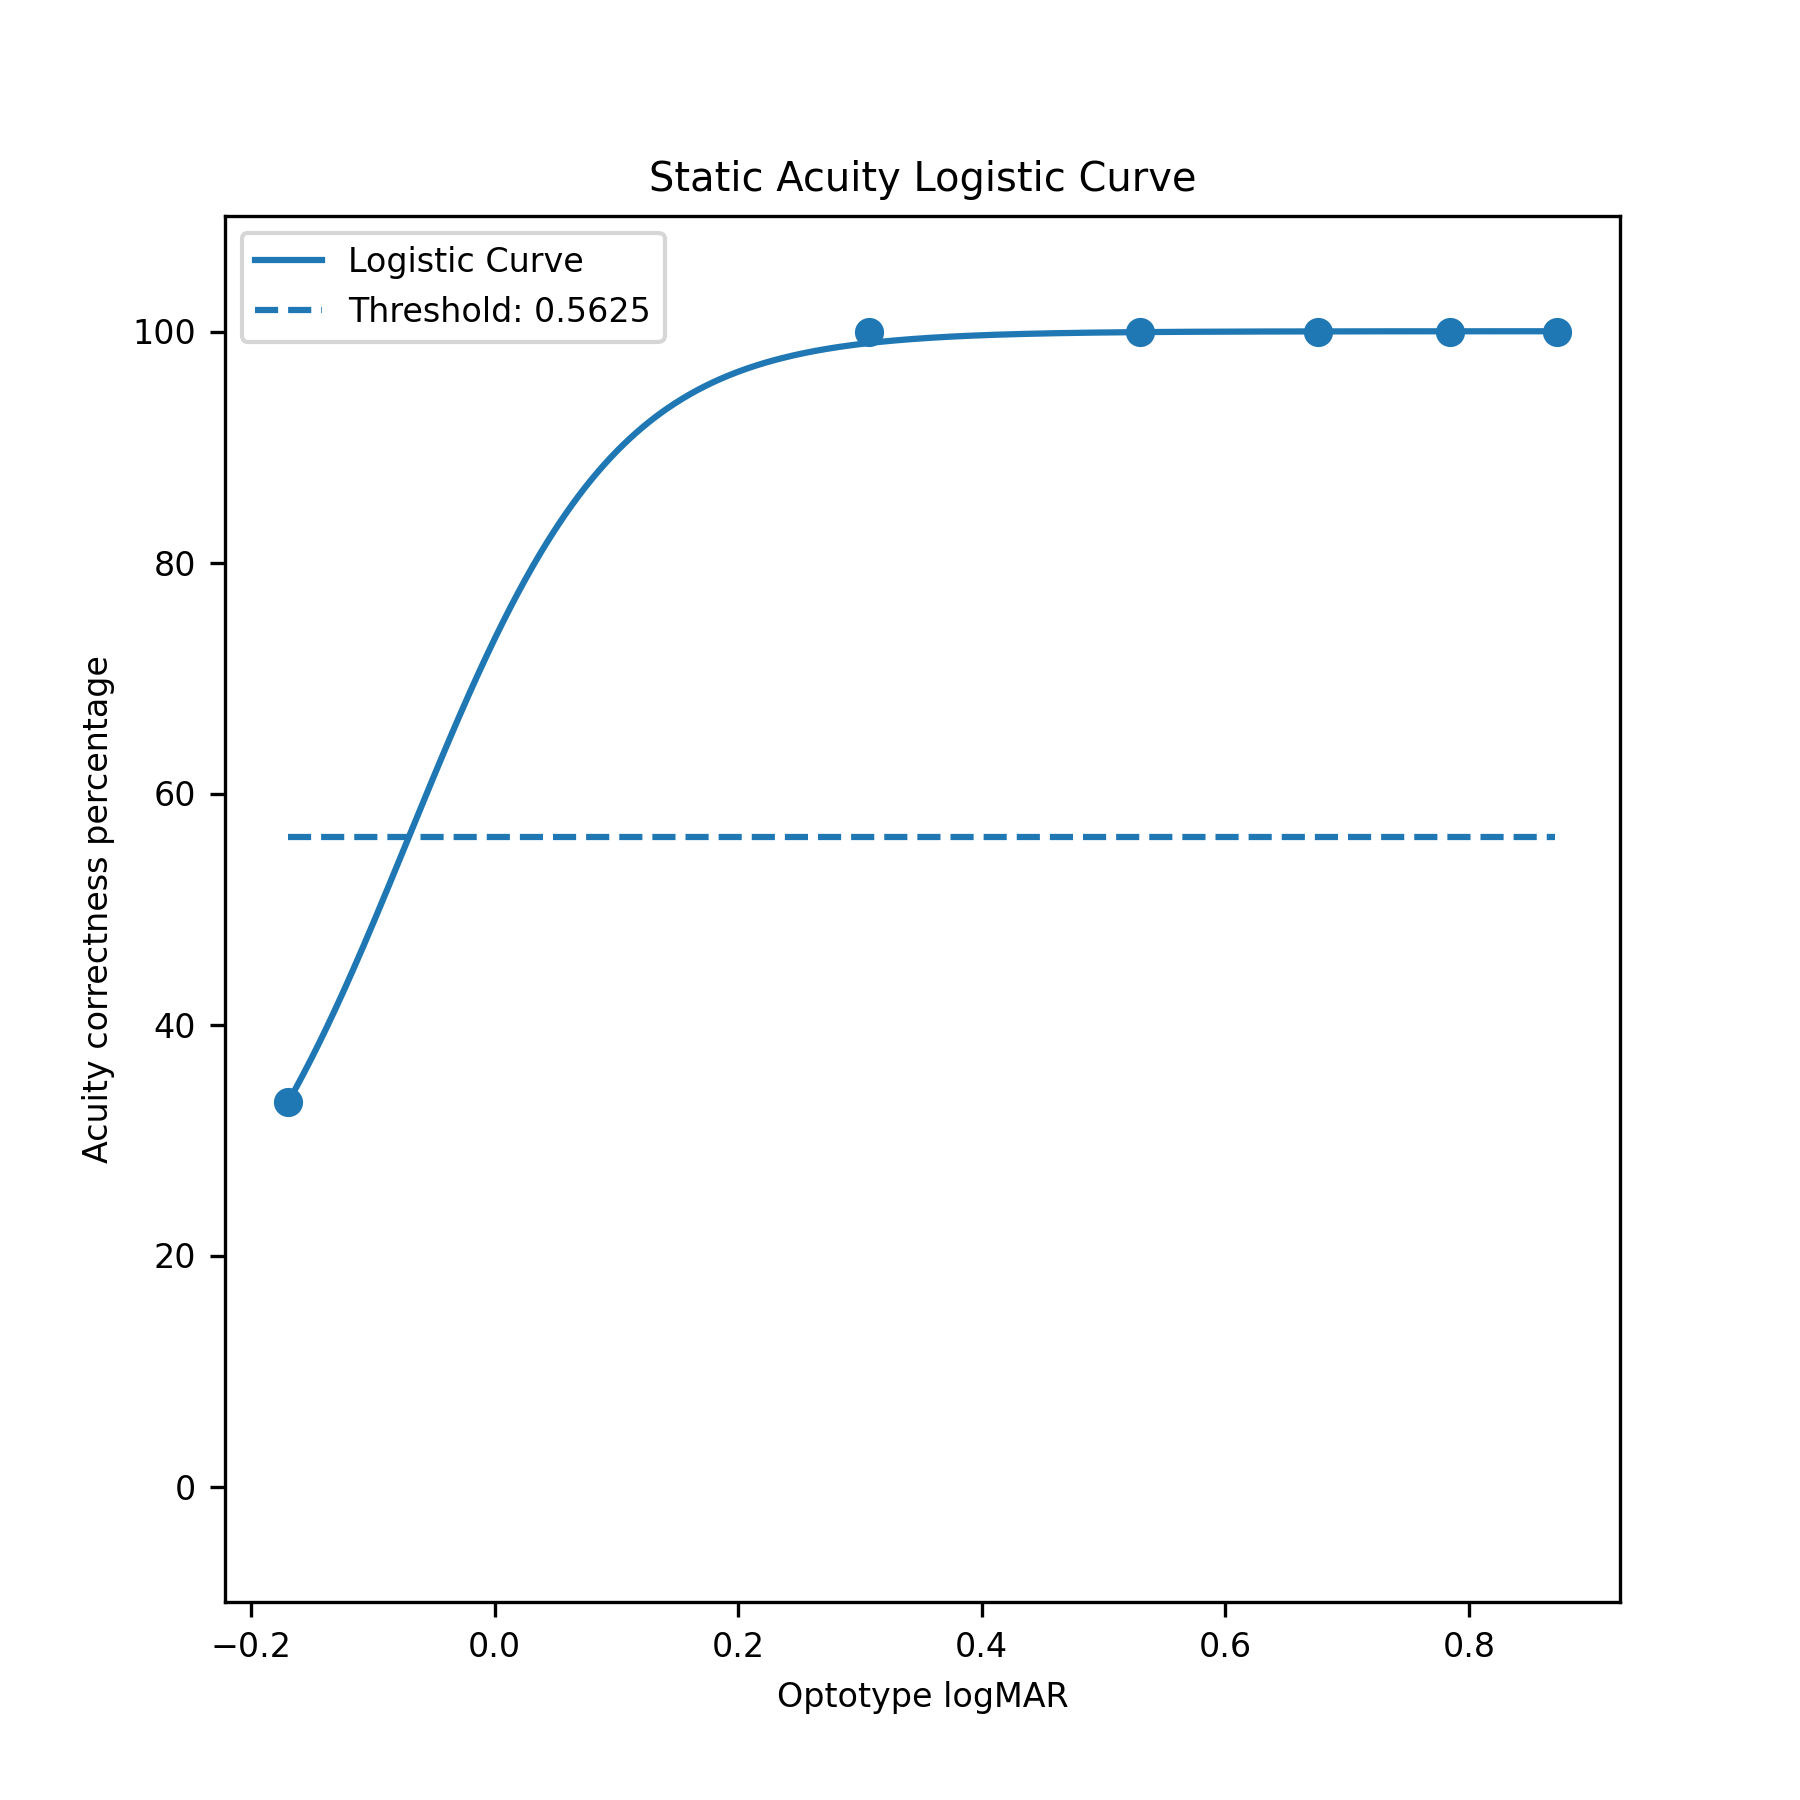 Static Acuity Logistic Curve
Logistic Curve
Threshold: 0.5625
100
80
60
40
20
0
Acuity correctness percentage
−0.2 0.0 0.2 0.4 0.6 0.8
Optotype logMAR